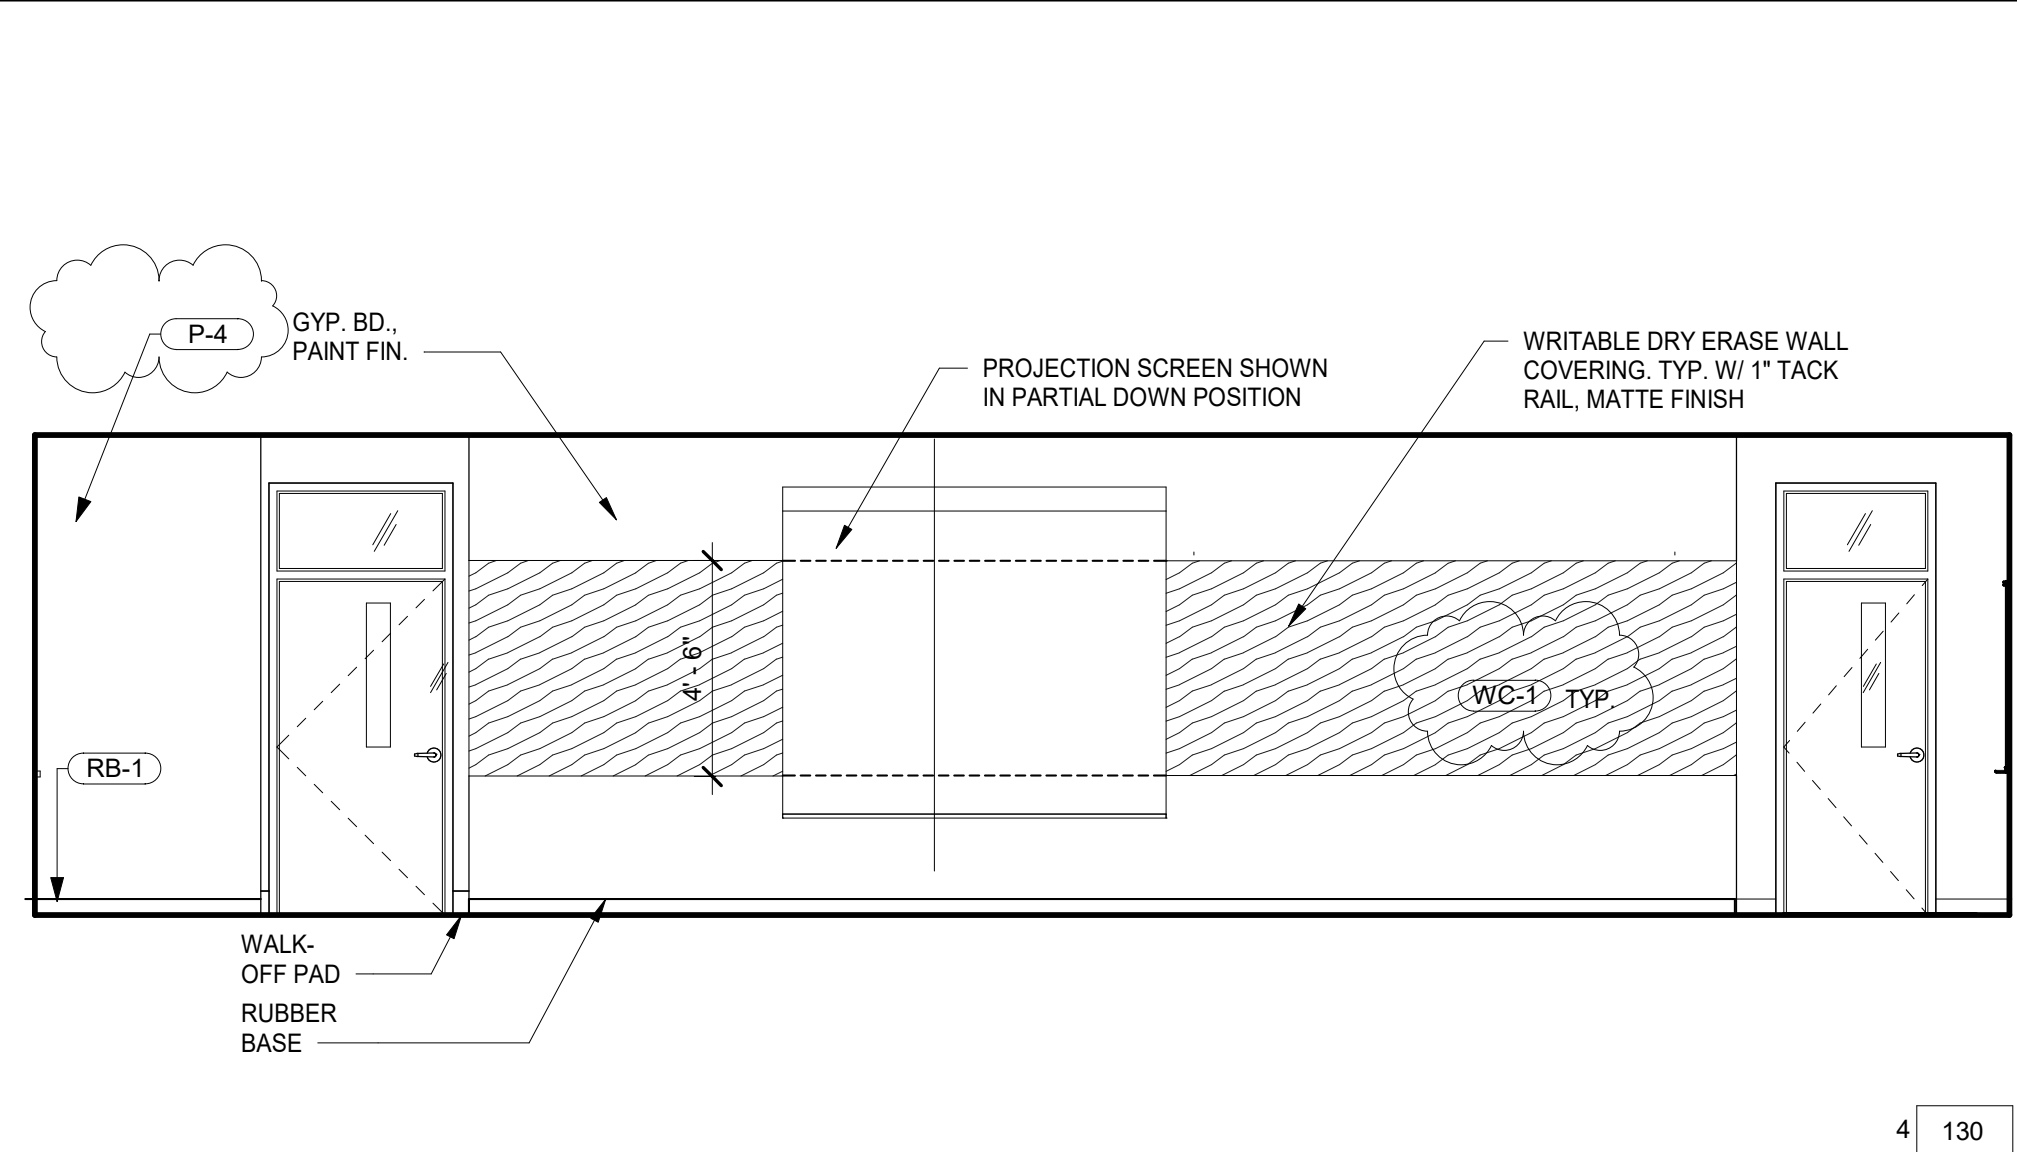 P-4
GYP. BD.,
PAINT FIN.
PROJECTION SCREEN SHOWN
IN PARTIAL DOWN POSITION
WRITABLE DRY ERASE WALL
COVERING. TYP. W/ 1" TACK
RAIL, MATTE FINISH
4' - 6"
WC-1 TYP.
RB-1
WALK-
OFF PAD
RUBBER
BASE
4 130